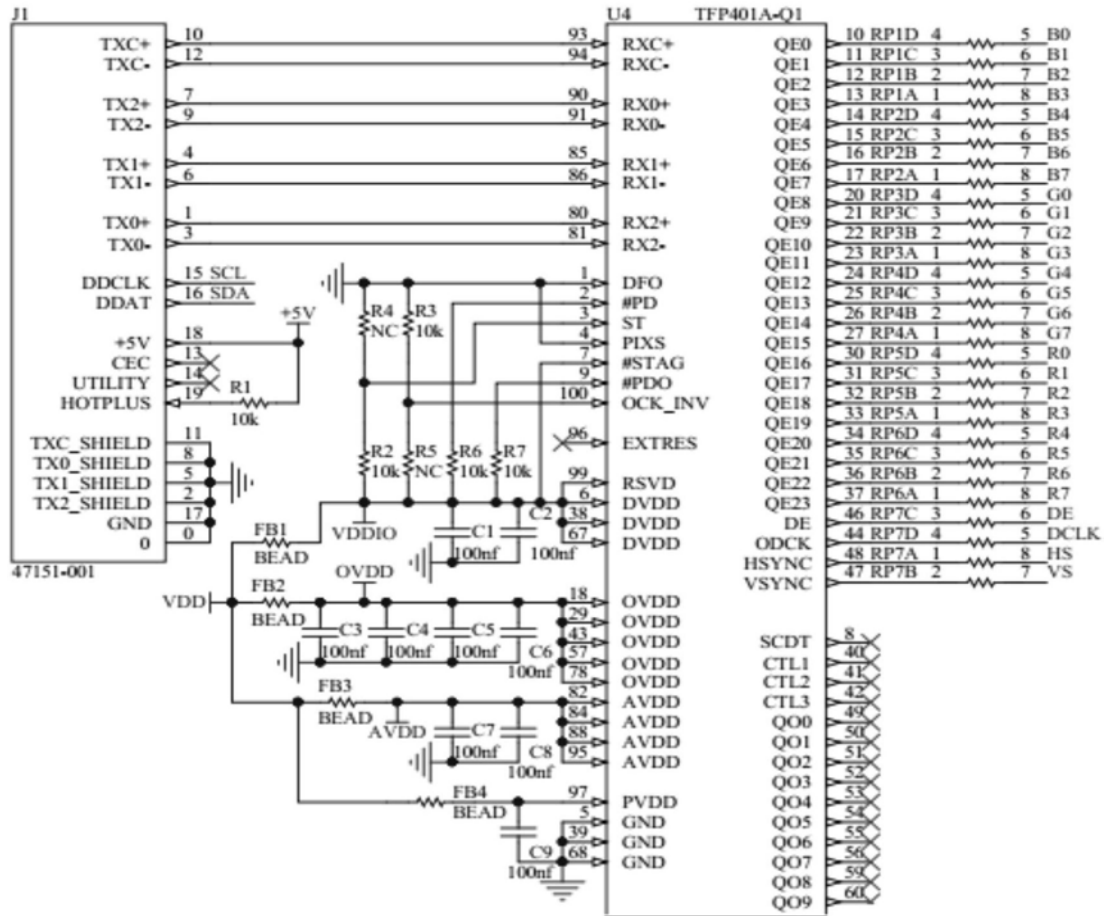 J1
U4 TFP401A-Q1
TXC+ 10 93 RXC+ QE0 10 RP1D 4 5 B0
TXC- 12 94 RXC- QE1 11 RP1C 3 6 B1
QE2 12 RP1B 2 7 B2
TX2+ 7 90 RX0+ QE3 13 RP1A 1 8 B3
TX2- 9 91 RX0- QE4 14 RP2D 4 5 B4
QE5 15 RP2C 3 6 B5
TX1+ 4 85 RX1+ QE6 16 RP2B 2 7 B6
TX1- 6 86 RX1- QE7 17 RP2A 1 8 B7
QE8 20 RP3D 4 5 G0
TX0+ 1 80 RX2+ QE9 21 RP3C 3 6 G1
TX0- 3 81 RX2- QE10 22 RP3B 2 7 G2
QE11 23 RP3A 1 8 G3
DDCLK 15 SCL 1 DFO QE12 24 RP4D 4 5 G4
DDAT 16 SDA 2 #PD QE13 25 RP4C 3 6 G5
+5V R4 NC R3 10k 3 ST QE14 26 RP4B 2 7 G6
+5V 18 4 PIXS QE15 27 RP4A 1 8 G7
CEC 13 7 #STAG QE16 30 RP5D 4 5 R0
UTILITY 14 9 #PDO QE17 31 RP5C 3 6 R1
HOTPLUS 19 R1 10k 100 OCK_INV QE18 32 RP5B 2 7 R2
QE19 33 RP5A 1 8 R3
TXC_SHIELD 11 96 EXTRES QE20 34 RP6D 4 5 R4
TX0_SHIELD 8 R2 10k R5 NC R6 10k R7 10k QE21 35 RP6C 3 6 R5
TX1_SHIELD 5 99 RSVD QE22 36 RP6B 2 7 R6
TX2_SHIELD 2 6 DVDD QE23 37 RP6A 1 8 R7
GND 17 38 DVDD DE 46 RP7C 3 6 DE
0 0 67 DVDD ODCK 44 RP7D 4 5 DCLK
HSYNC 48 RP7A 1 8 HS
VSYNC 47 RP7B 2 7 VS
47151-001
FB1 BEAD VDDIO C1 100nf C2 100nf
VDD FB2 BEAD OVDD 18 OVDD
29 OVDD
C3 100nf C4 100nf C5 100nf C6 100nf 43 OVDD
57 OVDD SCDT 8
78 OVDD CTL1 40
CTL2 41
FB3 BEAD AVDD 82 AVDD CTL3 42
84 AVDD QO0 49
C7 100nf C8 100nf 88 AVDD QO1 50
95 AVDD QO2 51
QO3 52
FB4 BEAD 97 PVDD QO4 53
5 GND QO5 54
39 GND QO6 55
C9 100nf 68 GND QO7 56
QO8 59
QO9 60